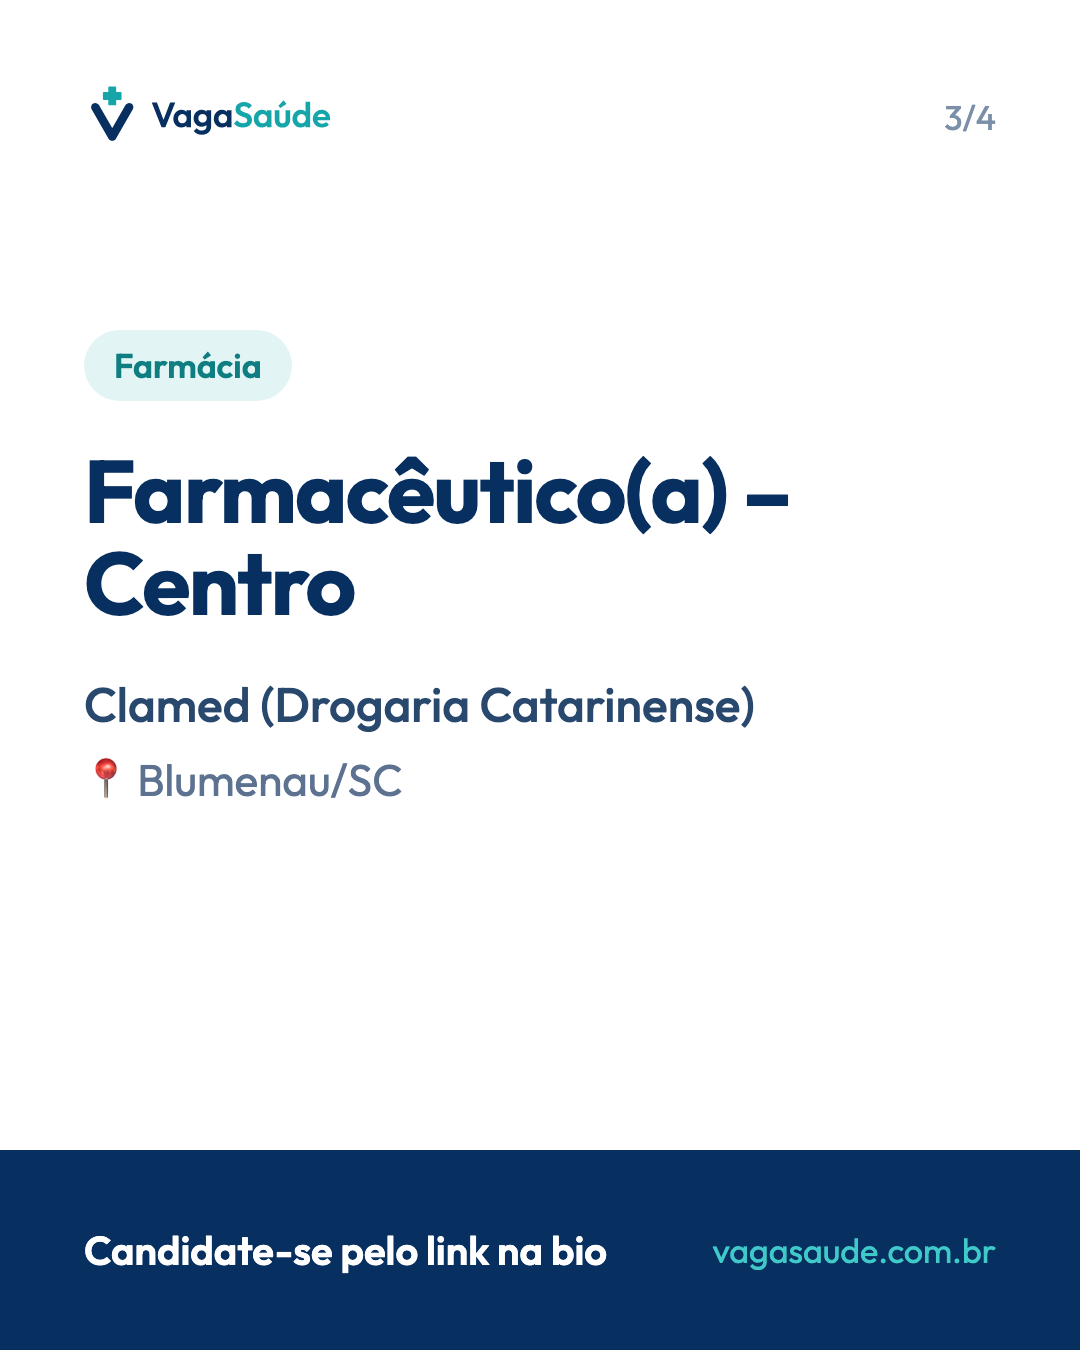 VagaSaúde
3/4
Farmácia
Farmacêutico(a) –
Centro
Clamed (Drogaria Catarinense)
📍 Blumenau/SC
Candidate-se pelo link na bio
vagasaude.com.br